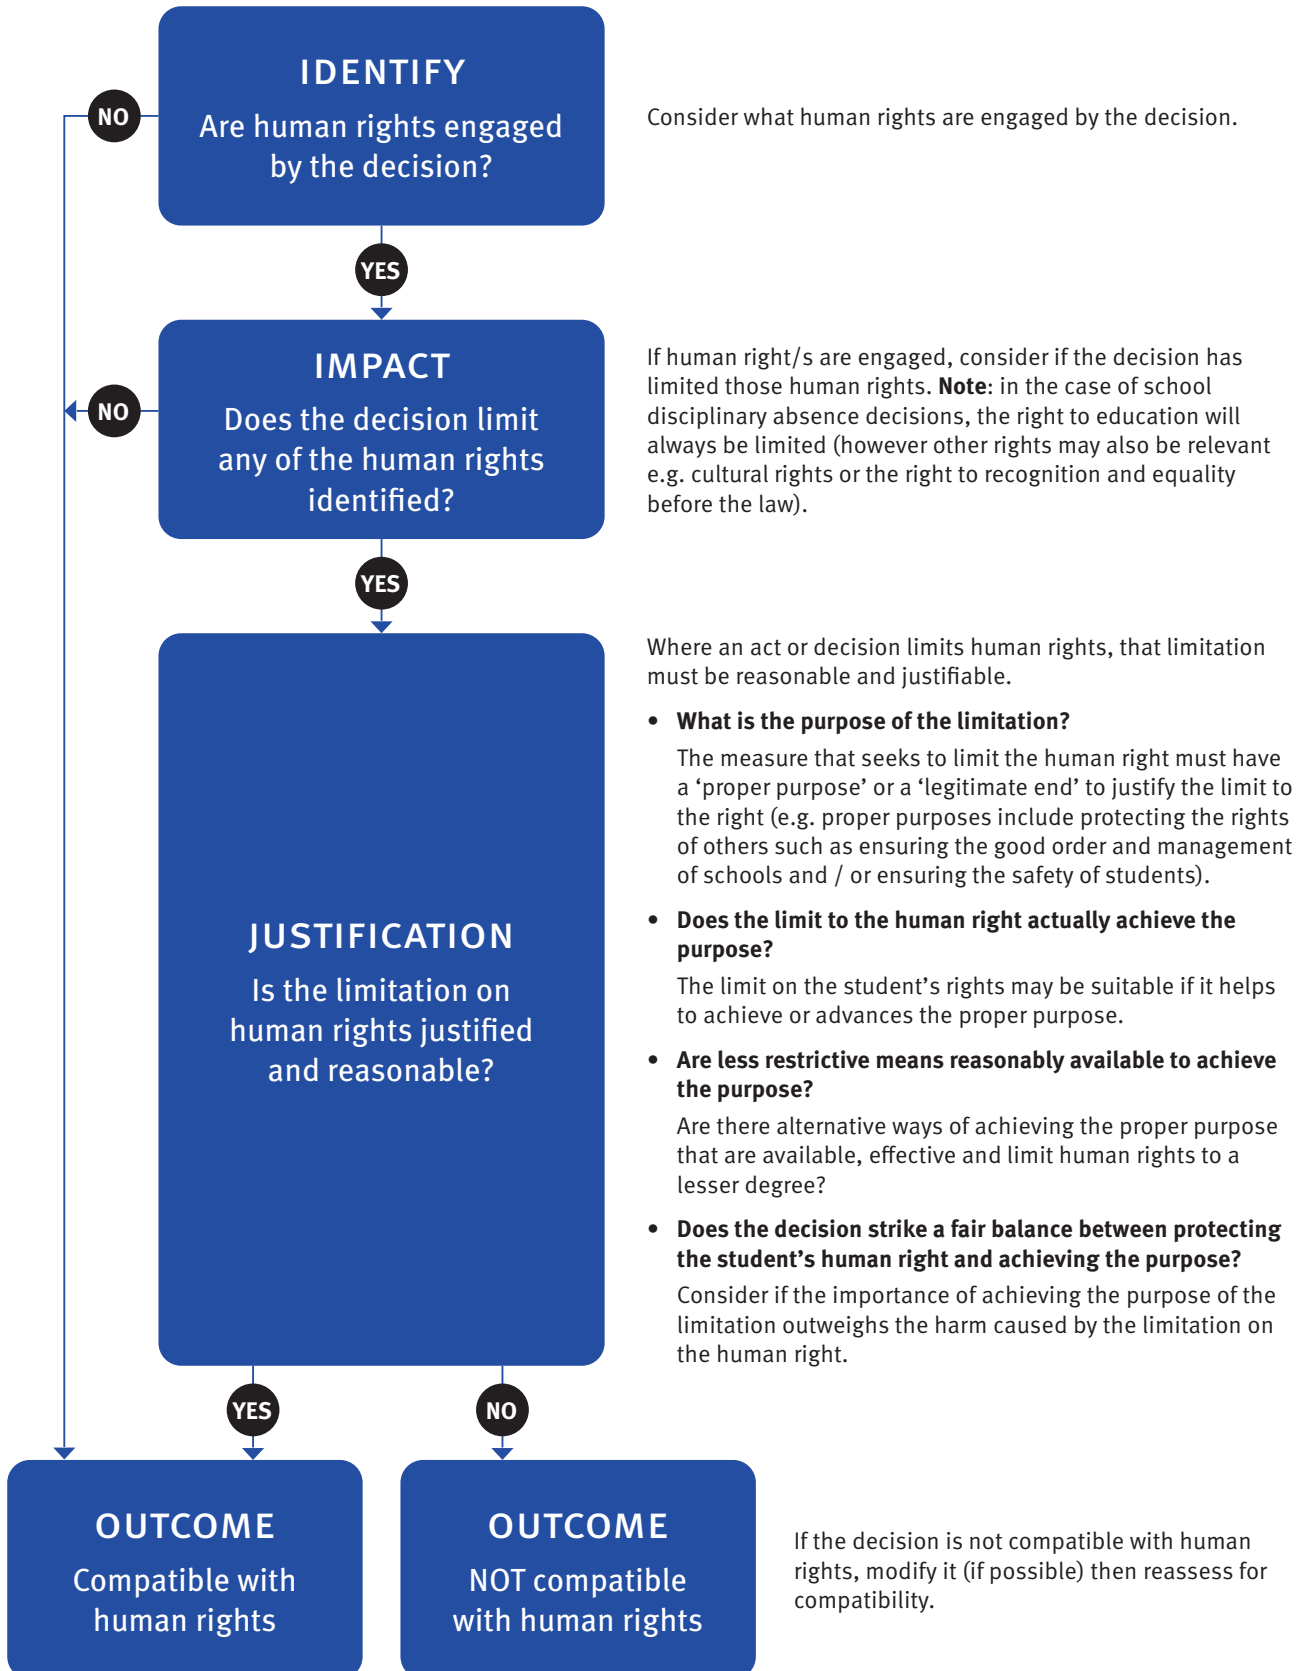 IDENTIFY
Are human rights engaged
by the decision?
NO
Consider what human rights are engaged by the decision.
YES
IMPACT
Does the decision limit
any of the human rights
identified?
NO
If human right/s are engaged, consider if the decision has
limited those human rights. Note: in the case of school
disciplinary absence decisions, the right to education will
always be limited (however other rights may also be relevant
e.g. cultural rights or the right to recognition and equality
before the law).
YES
JUSTIFICATION
Is the limitation on
human rights justified
and reasonable?
Where an act or decision limits human rights, that limitation
must be reasonable and justifiable.
• What is the purpose of the limitation?
The measure that seeks to limit the human right must have
a ‘proper purpose’ or a ‘legitimate end’ to justify the limit to
the right (e.g. proper purposes include protecting the rights
of others such as ensuring the good order and management
of schools and / or ensuring the safety of students).
• Does the limit to the human right actually achieve the
purpose?
The limit on the student’s rights may be suitable if it helps
to achieve or advances the proper purpose.
• Are less restrictive means reasonably available to achieve
the purpose?
Are there alternative ways of achieving the proper purpose
that are available, effective and limit human rights to a
lesser degree?
• Does the decision strike a fair balance between protecting
the student’s human right and achieving the purpose?
Consider if the importance of achieving the purpose of the
limitation outweighs the harm caused by the limitation on
the human right.
YES
NO
OUTCOME
Compatible with
human rights
OUTCOME
NOT compatible
with human rights
If the decision is not compatible with human
rights, modify it (if possible) then reassess for
compatibility.